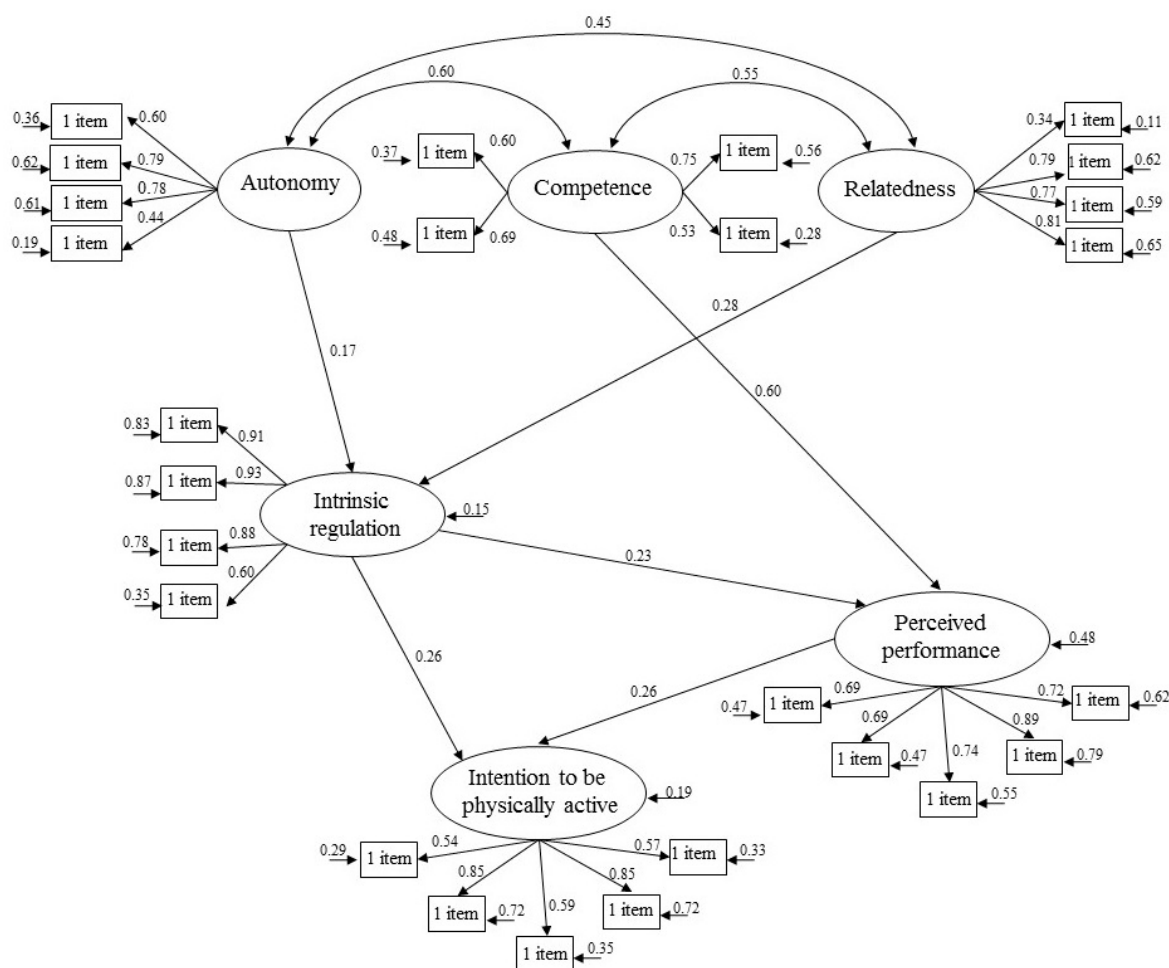 0.45
0.60
0.55
0.36
1 item
0.60
0.62
1 item
0.79
0.61
1 item
0.78
0.19
1 item
0.44
Autonomy
0.37
1 item
0.60
0.48
1 item
0.69
Competence
0.75
1 item
0.56
0.53
1 item
0.28
Relatedness
0.34
1 item
0.11
0.79
1 item
0.62
0.77
1 item
0.59
0.81
1 item
0.65
0.17
0.28
0.60
0.83
1 item
0.91
0.87
1 item
0.93
0.78
1 item
0.88
0.35
1 item
0.60
Intrinsic
regulation
0.15
0.23
0.26
0.26
Perceived
performance
0.48
0.47
1 item
0.69
0.69
1 item
0.47
0.74
1 item
0.55
0.89
1 item
0.79
0.72
1 item
0.62
Intention to be
physically active
0.19
0.29
1 item
0.54
0.85
1 item
0.72
0.59
1 item
0.35
0.85
1 item
0.72
0.57
1 item
0.33